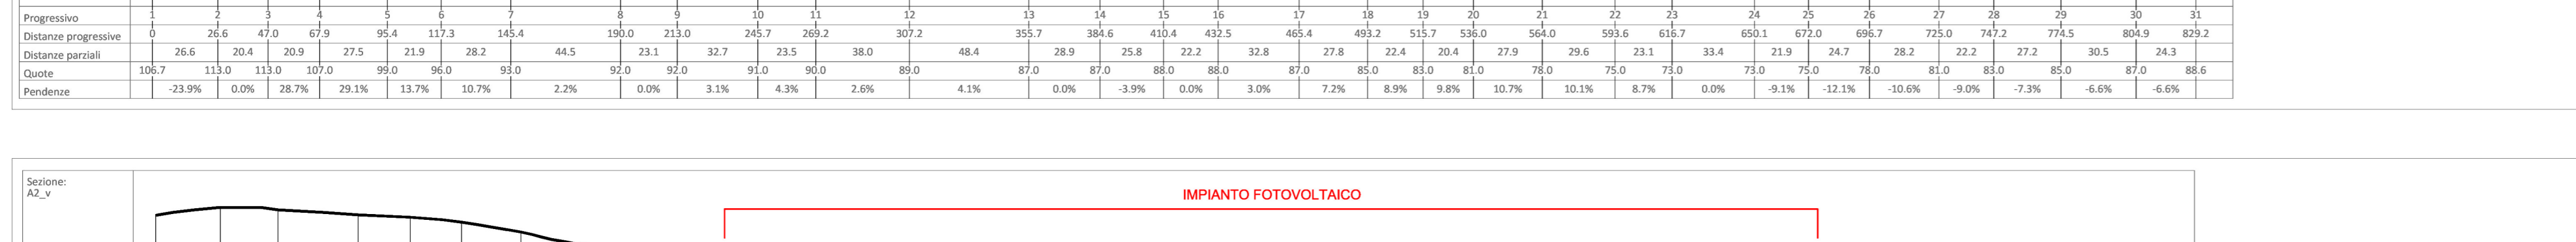 Progressivo 1 2 3 4 5 6 7 8 9 10 11 12 13 14 15 16 17 18 19 20 21 22 23 24 25 26 27 28 29 30 31
Distanze progressive 0 26.6 47.0 67.9 95.4 117.3 145.4 190.0 213.0 245.7 269.2 307.2 355.7 384.6 410.4 432.5 465.4 493.2 515.7 536.0 564.0 593.6 616.7 650.1 672.0 696.7 725.0 747.2 774.5 804.9 829.2
Distanze parziali 26.6 20.4 20.9 27.5 21.9 28.2 44.5 23.1 32.7 23.5 38.0 48.4 28.9 25.8 22.2 32.8 27.8 22.4 20.4 27.9 29.6 23.1 33.4 21.9 24.7 28.2 22.2 27.2 30.5 24.3
Quote 106.7 113.0 113.0 107.0 99.0 96.0 93.0 92.0 92.0 91.0 90.0 89.0 87.0 87.0 88.0 88.0 87.0 85.0 83.0 81.0 78.0 75.0 73.0 73.0 75.0 78.0 81.0 83.0 85.0 87.0 88.6
Pendenze -23.9% 0.0% 28.7% 29.1% 13.7% 10.7% 2.2% 0.0% 3.1% 4.3% 2.6% 4.1% 0.0% -3.9% 0.0% 3.0% 7.2% 8.9% 9.8% 10.7% 10.1% 8.7% 0.0% -9.1% -12.1% -10.6% -9.0% -7.3% -6.6% -6.6%
Sezione:
A2_v
IMPIANTO FOTOVOLTAICO